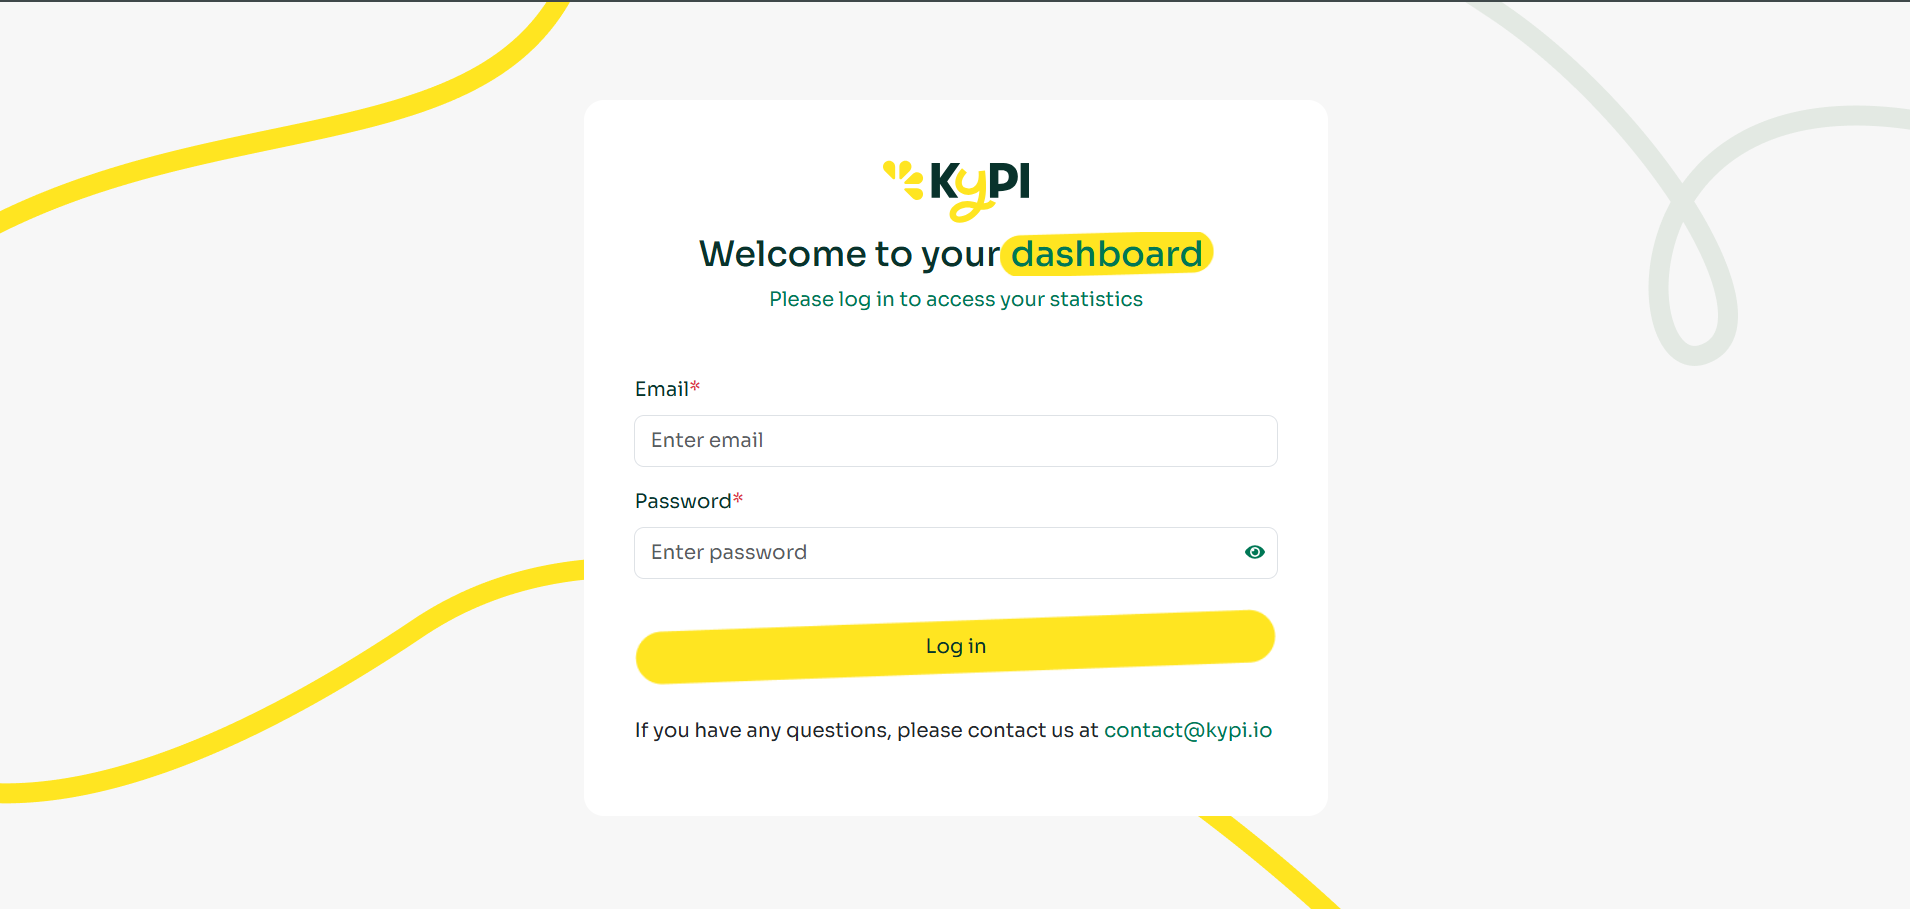 KyPI
Welcome to your dashboard
Please log in to access your statistics
Email*
Enter email
Password*
Enter password
Log in
If you have any questions, please contact us at contact@kypi.io